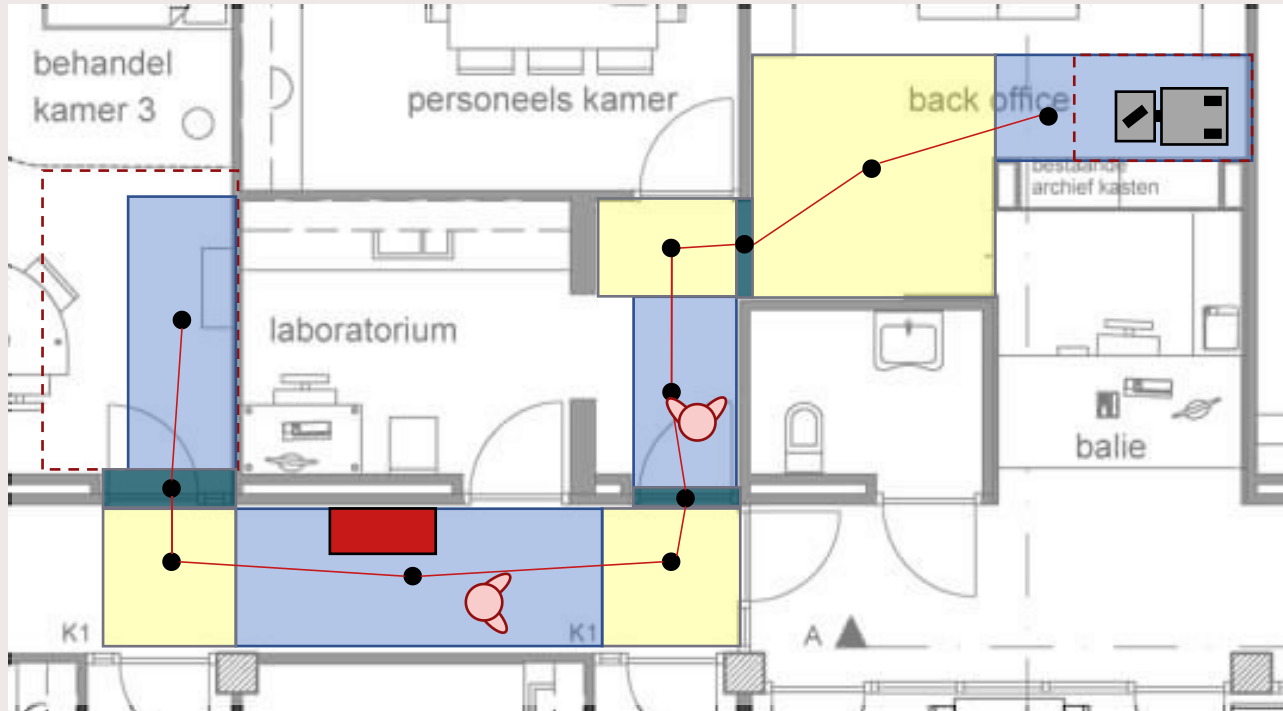 behandel
kamer 3
personeels kamer
back office
bestaande
archief kasten
laboratorium
balie
K1
K1
A